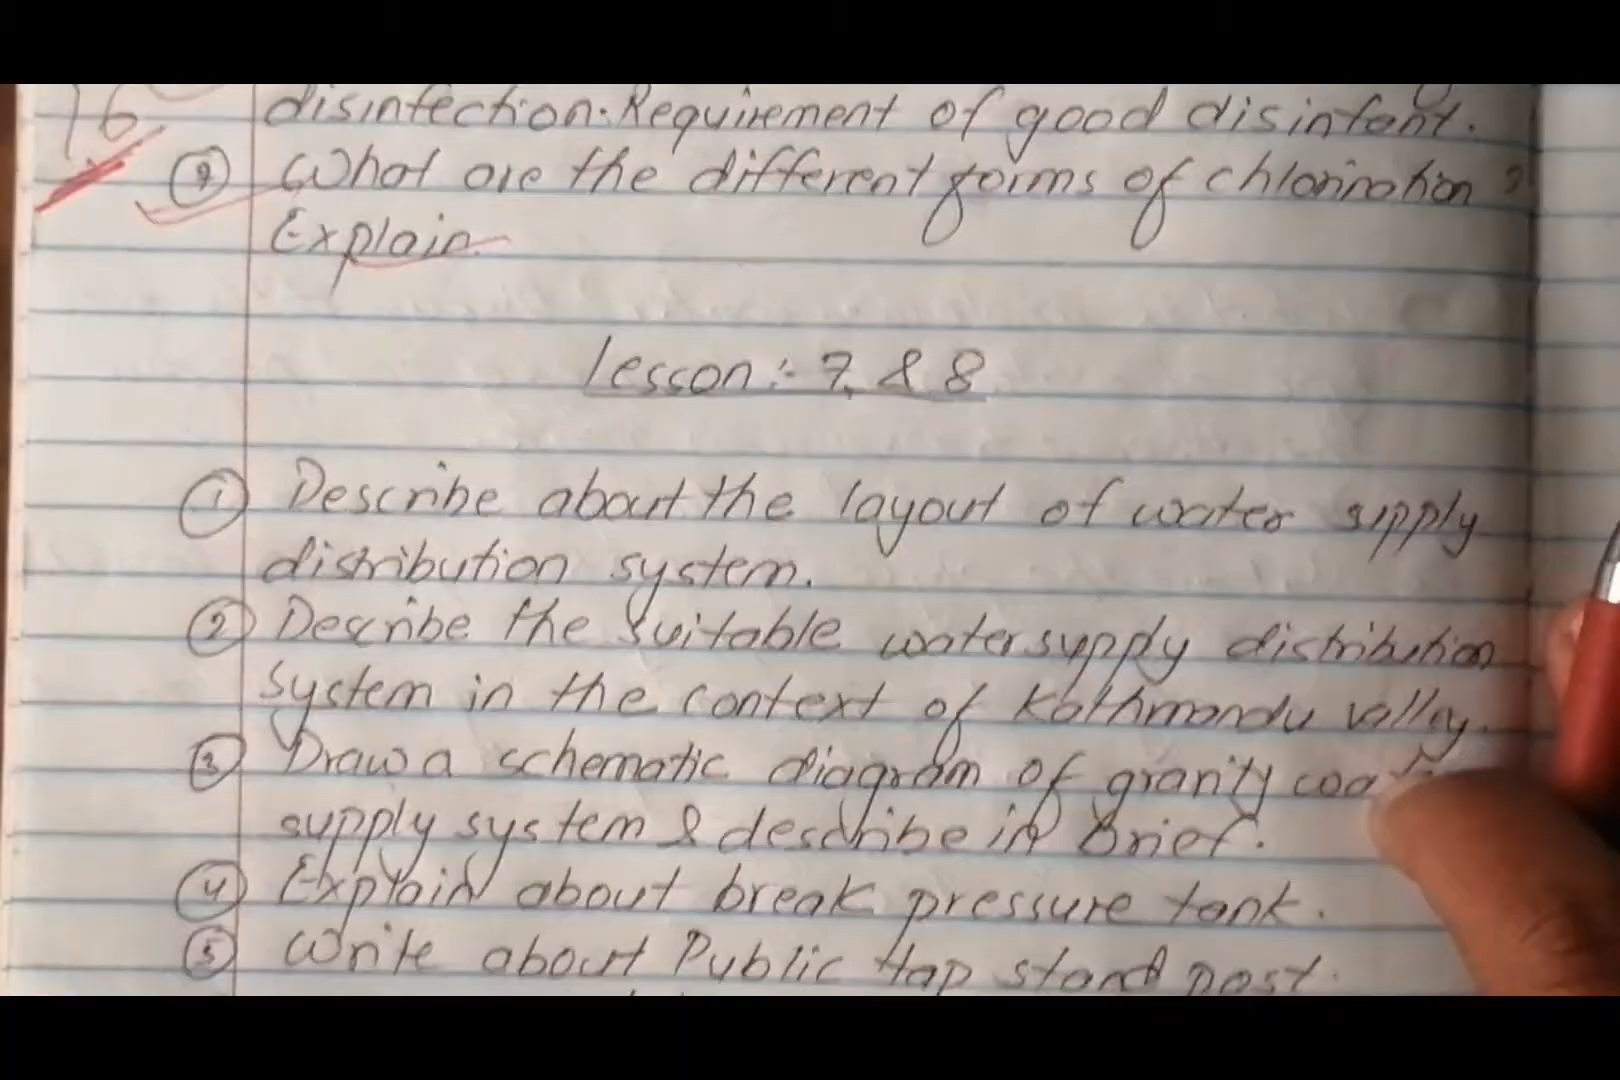 16
disinfection. Requirement of good disinfant.
9 What are the different forms of chlorination ?
Explain
lesson :- 7, & 8
1 Describe about the layout of water supply
distribution system.
2 Describe the suitable water supply distribution
system in the context of Kathmandu valley.
3 Draw a schematic diagram of gravity
supply system & describe in brief.
4 Explain about break pressure tank.
5 Write about Public tap stand post.